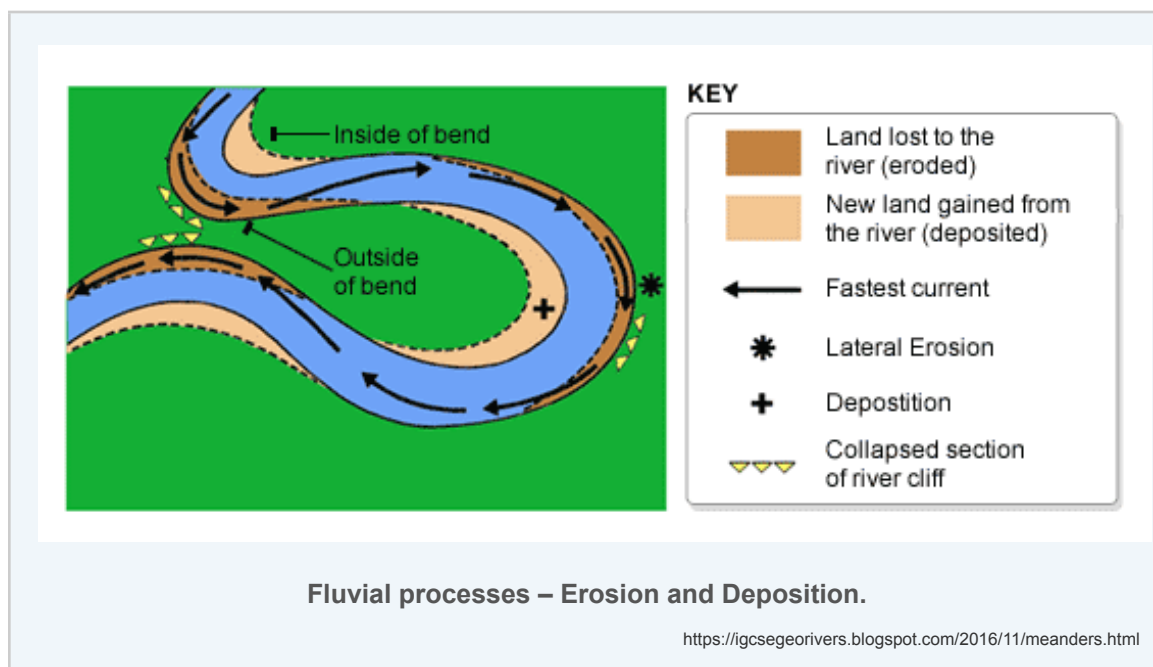 Inside of bend
Outside
of bend
KEY
Land lost to the
river (eroded)
New land gained from
the river (deposited)
Fastest current
Lateral Erosion
Depostition
Collapsed section
of river cliff
Fluvial processes – Erosion and Deposition.
https://igcsegeorivers.blogspot.com/2016/11/meanders.html